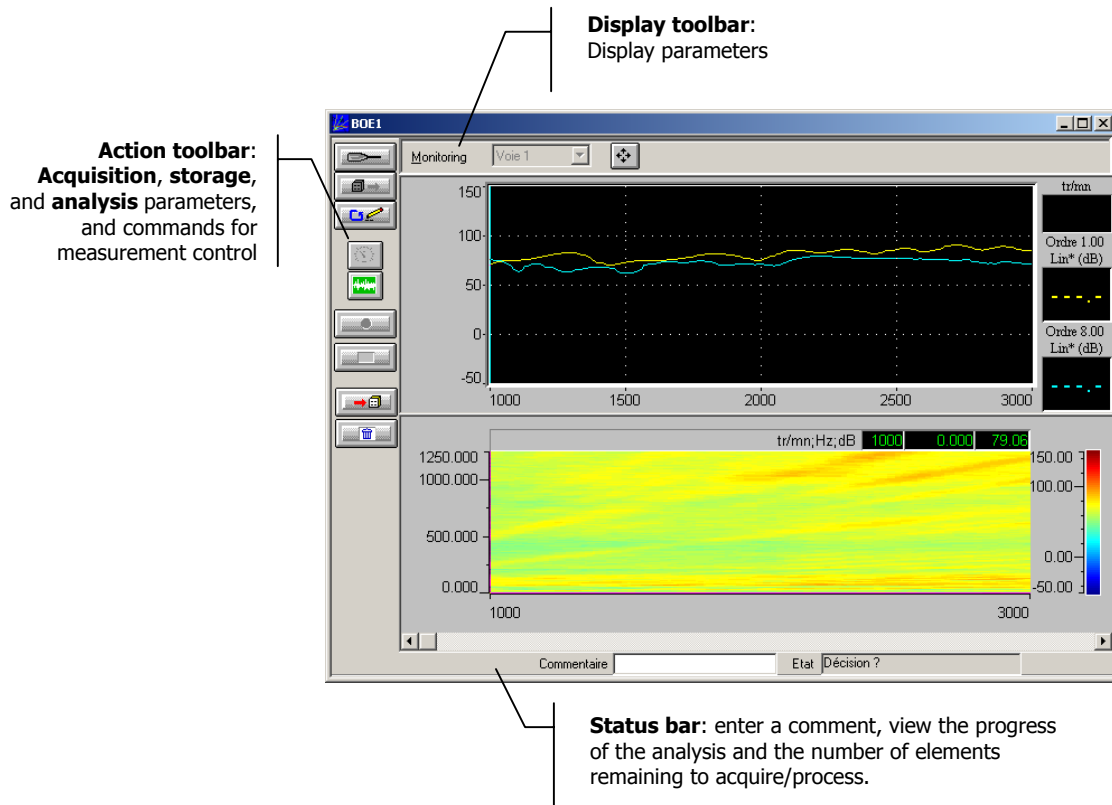 Display toolbar:
Display parameters
Action toolbar:
Acquisition, storage,
and analysis parameters,
and commands for
measurement control
BOE1
Monitoring
Voie 1
150
100
50
0
-50
1000 1500 2000 2500 3000
tr/mn
Ordre 1.00
Lin* (dB)
- - - . -
Ordre 8.00
Lin* (dB)
- - - . -
tr/mn;Hz;dB 1000 0.000 79.06
1250.000
1000.000
500.000
0.000
1000 3000
150.00
100.00
0.00
-50.00
Commentaire
Etat Décision ?
Status bar: enter a comment, view the progress
of the analysis and the number of elements
remaining to acquire/process.